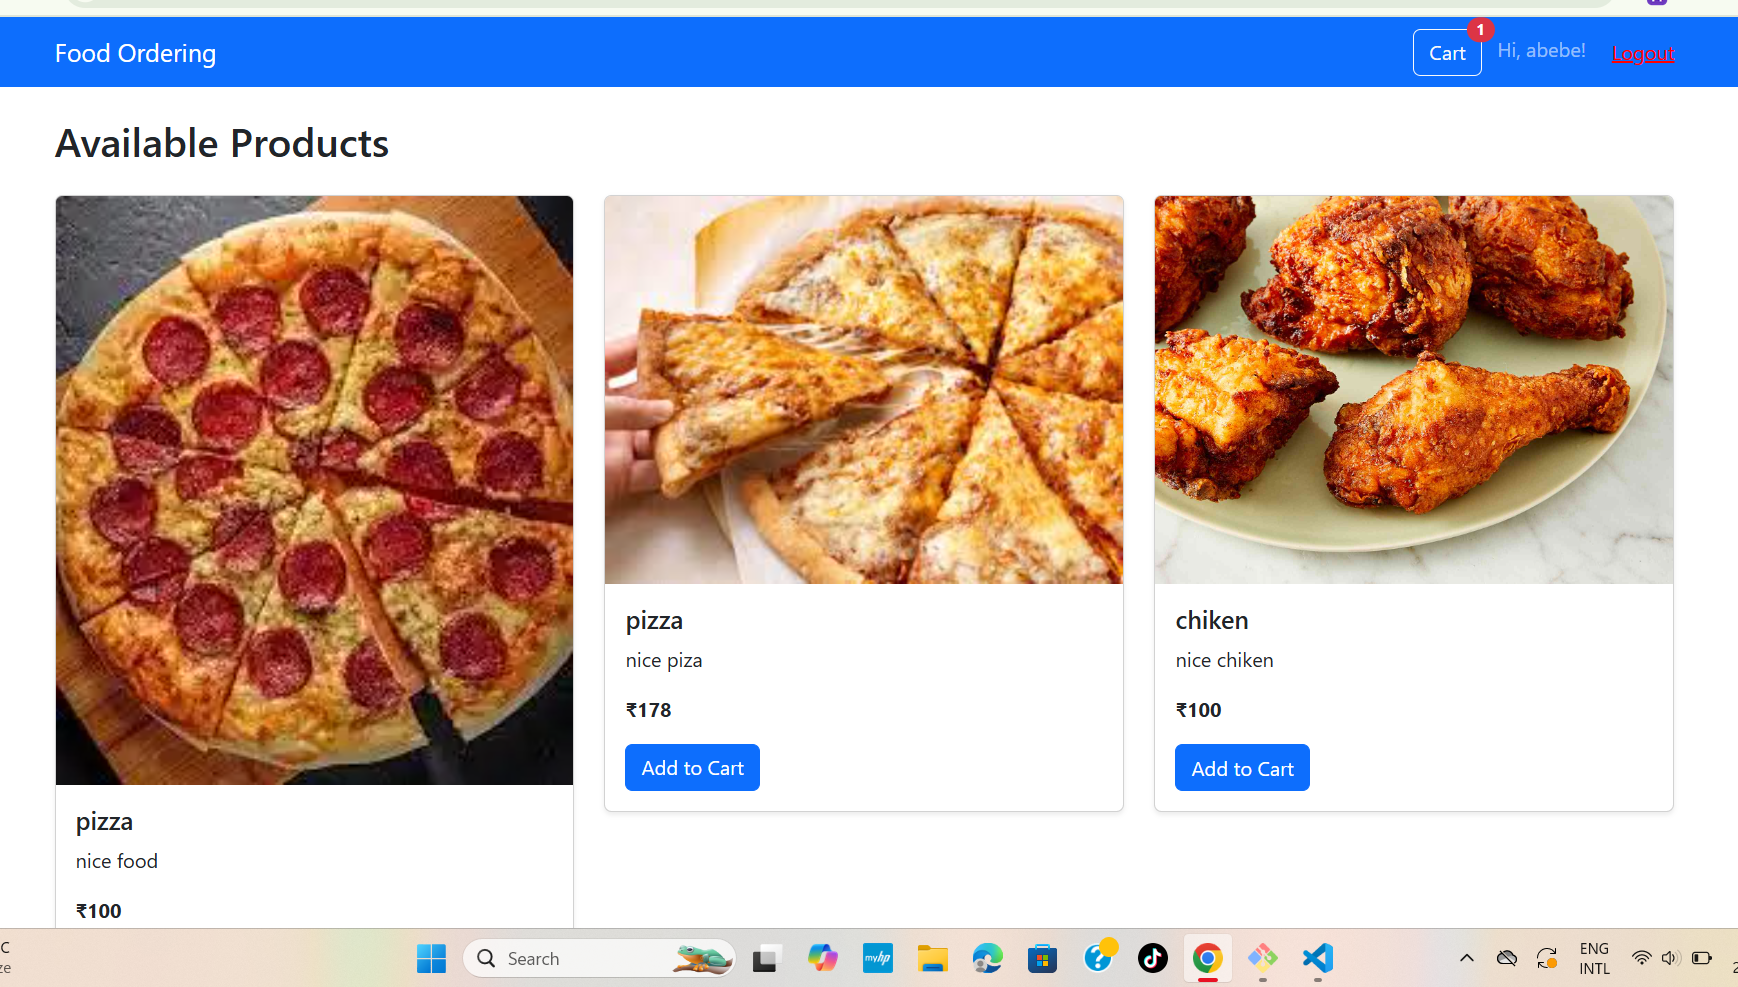 Food Ordering
Cart
1
Hi, abebe!
Logout
Available Products
pizza
nice food
₹100
pizza
nice piza
₹178
Add to Cart
chiken
nice chiken
₹100
Add to Cart
Search
myhp
ENG
INTL